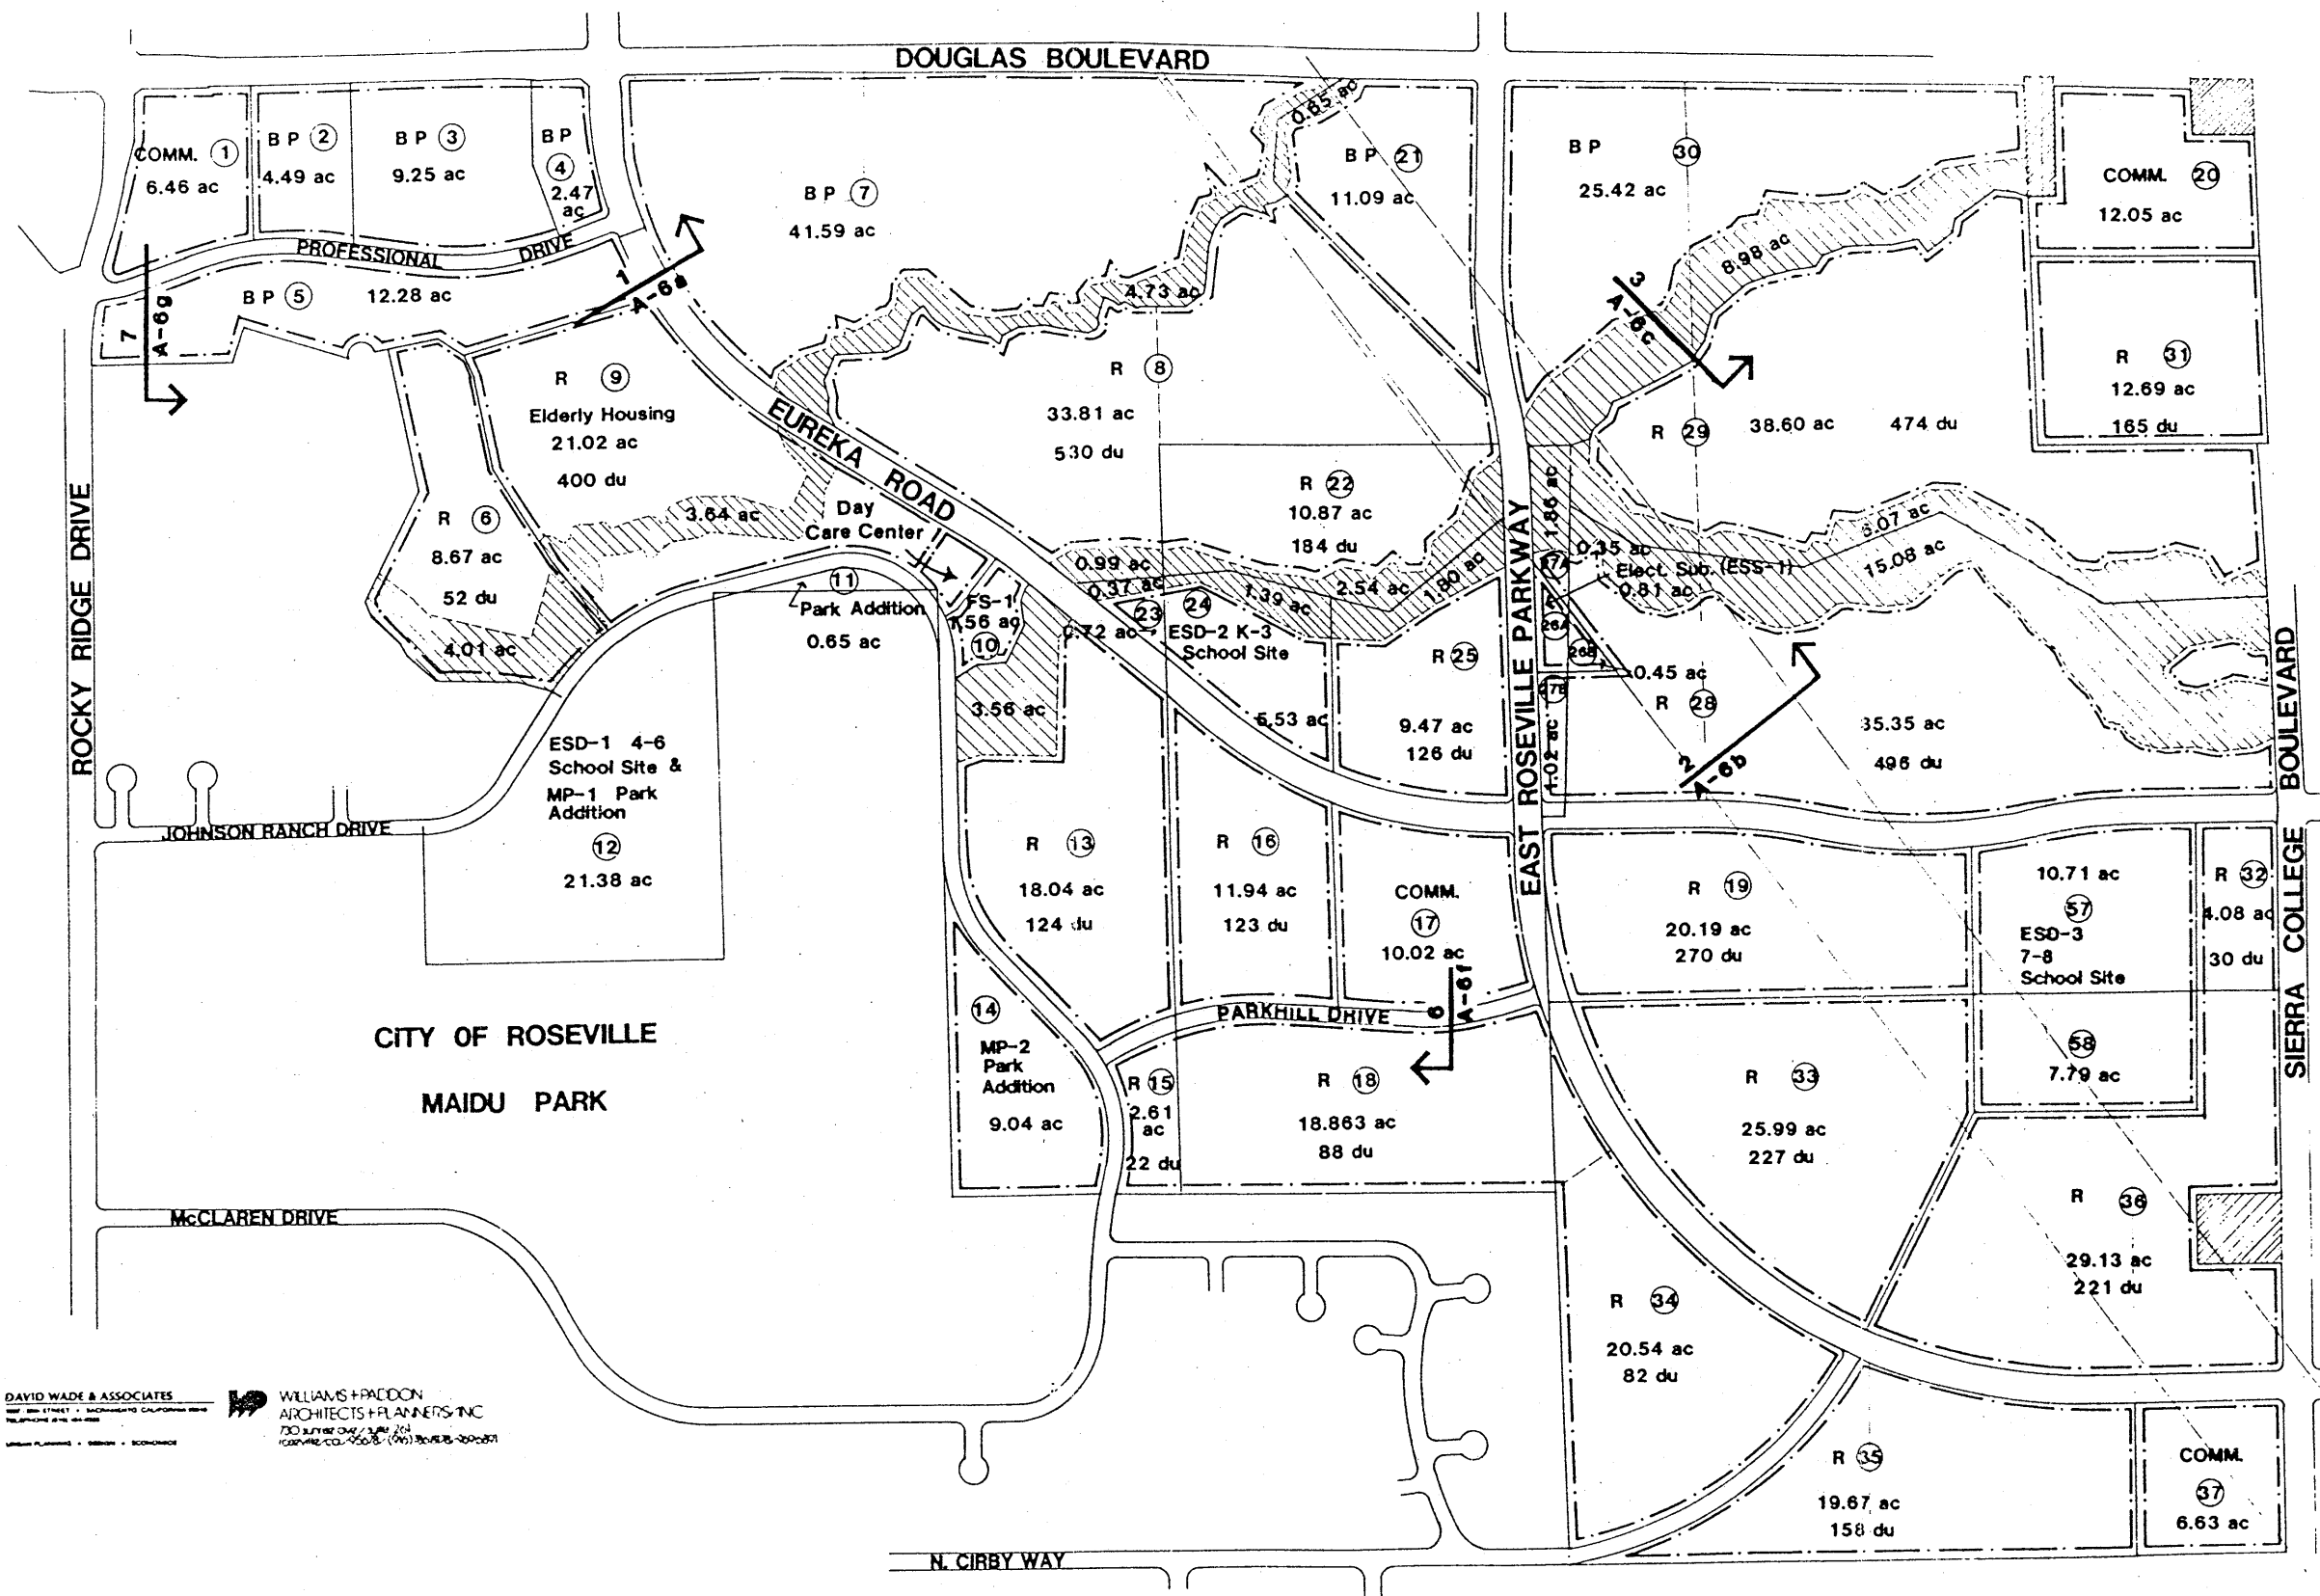 DOUGLAS BOULEVARD
COMM. 1
6.46 ac
B P 2
4.49 ac
B P 3
9.25 ac
B P
4
2.47
ac
PROFESSIONAL DRIVE
B P 5 12.28 ac
7
A-6g
1
A-6a
B P 7
41.59 ac
4.73 ac
0.65 ac
B P 21
11.09 ac
B P 30
25.42 ac
8.98 ac
3
A-6c
COMM. 20
12.05 ac
R 31
12.69 ac
165 du
R 9
Elderly Housing
21.02 ac
400 du
R 8
33.81 ac
530 du
EUREKA ROAD
R 29 38.60 ac 474 du
R 6
8.67 ac
52 du
4.01 ac
3.64 ac
Day
Care Center
R 22
10.87 ac
184 du
0.99 ac
0.37 ac
1.39 ac
2.54 ac
1.80 ac
1.86 ac
27A
0.35 ac
Elect. Sub. (ESS-1)
0.81 ac
26A
26B
0.45 ac
27B
1.02 ac
6.07 ac
15.08 ac
11
Park Addition
0.65 ac
FS-1
1.56 ac
10
3.56 ac
23
0.72 ac
24
ESD-2 K-3
School Site
5.53 ac
R 25
9.47 ac
126 du
R 28
35.35 ac
496 du
2
A-6b
ROCKY RIDGE DRIVE
EAST ROSEVILLE PARKWAY
SIERRA COLLEGE BOULEVARD
ESD-1 4-6
School Site &
MP-1 Park
Addition
12
21.38 ac
JOHNSON RANCH DRIVE
R 13
18.04 ac
124 du
R 16
11.94 ac
123 du
COMM.
17
10.02 ac
R 19
20.19 ac
270 du
10.71 ac
57
ESD-3
7-8
School Site
R 32
4.08 ac
30 du
6
A-6f
PARKHILL DRIVE
14
MP-2
Park
Addition
9.04 ac
R 15
2.61
ac
22 du
R 18
18.863 ac
88 du
R 33
25.99 ac
227 du
58
7.79 ac
CITY OF ROSEVILLE
MAIDU PARK
McCLAREN DRIVE
R 36
29.13 ac
221 du
R 34
20.54 ac
82 du
R 35
19.67 ac
158 du
COMM.
37
6.63 ac
N. CIRBY WAY
DAVID WADE & ASSOCIATES
URBAN PLANNING • DESIGN • ECONOMICS
WILLIAMS + PADDON
ARCHITECTS + PLANNERS/INC